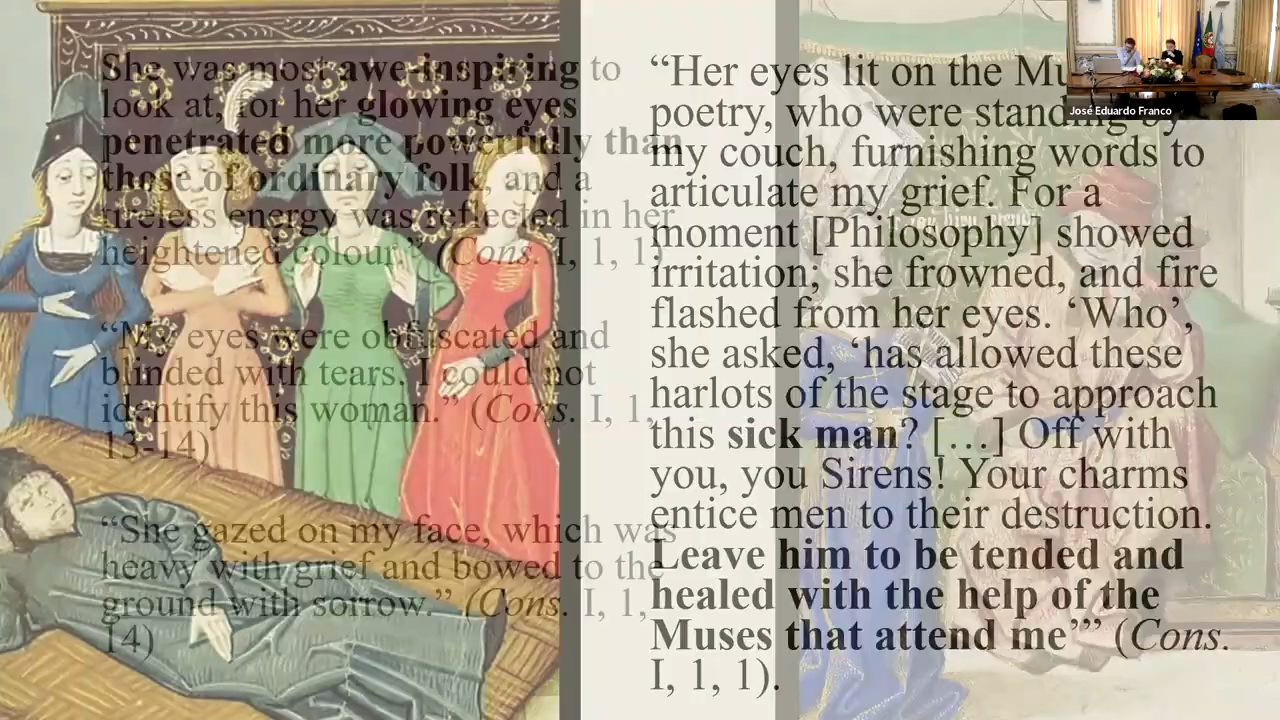 She was most awe-inspiring to
look at, for her glowing eyes
penetrated more powerfully than
those of ordinary folk, and a
tireless energy was reflected in her
heightened colour.” (Cons. I, 1, 1)
“My eyes were obfuscated and
blinded with tears. I could not
identify this woman.” (Cons. I, 1,
13-14)
“She gazed on my face, which was
heavy with grief and bowed to the
ground with sorrow.” (Cons. I, 1,
14)
“Her eyes lit on the Mu
poetry, who were standing by
my couch, furnishing words to
articulate my grief. For a
moment [Philosophy] showed
irritation; she frowned, and fire
flashed from her eyes. ‘Who’,
she asked, ‘has allowed these
harlots of the stage to approach
this sick man? […] Off with
you, you Sirens! Your charms
entice men to their destruction.
Leave him to be tended and
healed with the help of the
Muses that attend me’” (Cons.
I, 1, 1).
José Eduardo Franco